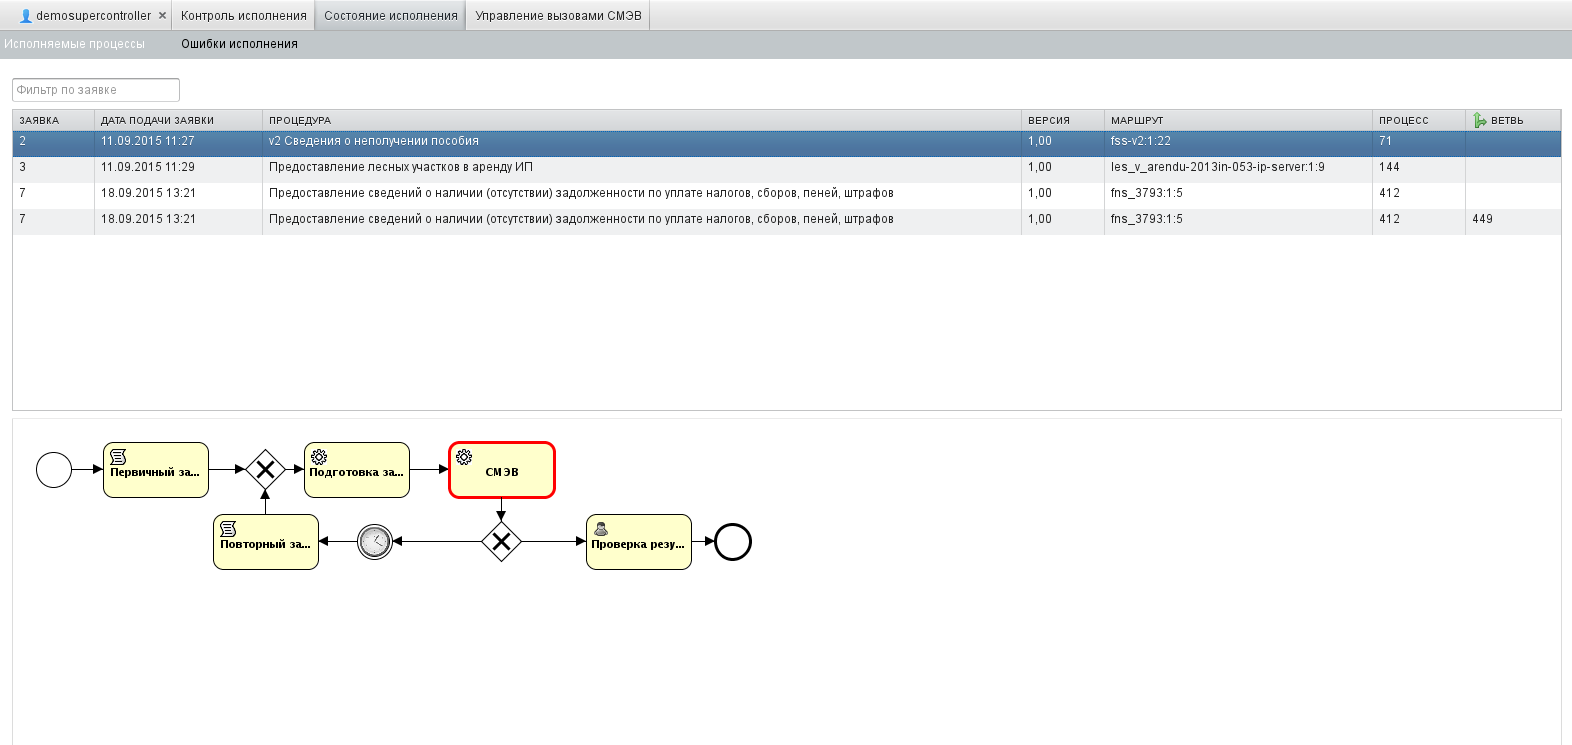 demosupercontroller Контроль исполнения Состояние исполнения Управление вызовами СМЭВ
Исполняемые процессы Ошибки исполнения
Фильтр по заявке
ЗАЯВКА ДАТА ПОДАЧИ ЗАЯВКИ ПРОЦЕДУРА ВЕРСИЯ МАРШРУТ ПРОЦЕСС ВЕТВЬ
2 11.09.2015 11:27 v2 Сведения о неполучении пособия 1,00 fss-v2:1:22 71
3 11.09.2015 11:29 Предоставление лесных участков в аренду ИП 1,00 les_v_arendu-2013in-053-ip-server:1:9 144
7 18.09.2015 13:21 Предоставление сведений о наличии (отсутствии) задолженности по уплате налогов, сборов, пеней, штрафов 1,00 fns_3793:1:5 412
7 18.09.2015 13:21 Предоставление сведений о наличии (отсутствии) задолженности по уплате налогов, сборов, пеней, штрафов 1,00 fns_3793:1:5 412 449
Первичный за... Подготовка за... СМЭВ
Повторный за... Проверка резу...